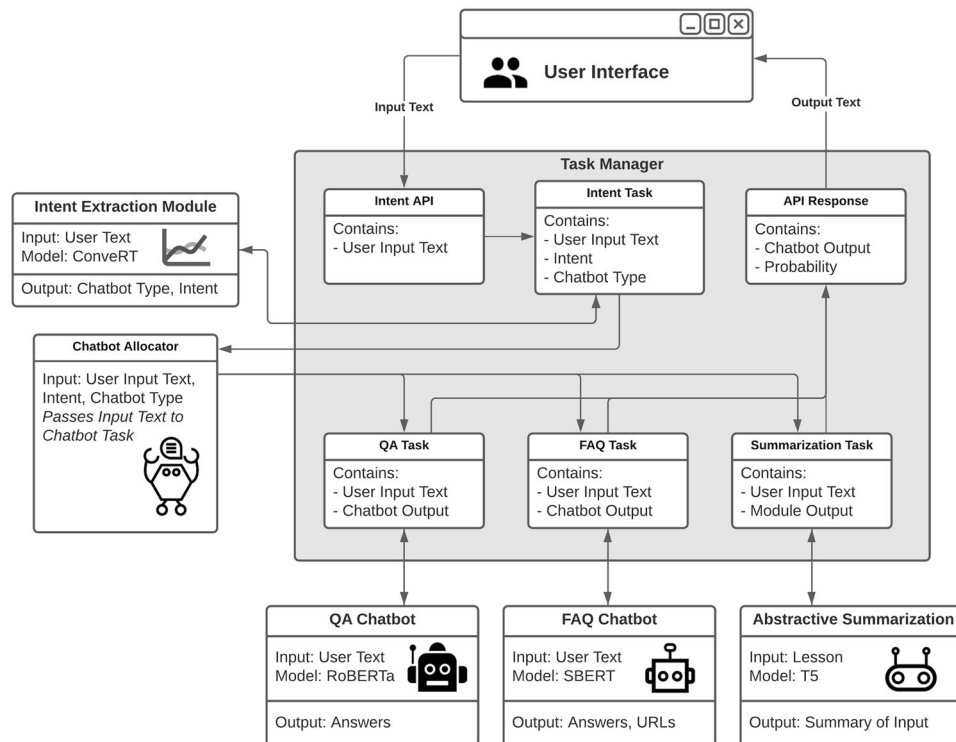 User Interface
Input Text
Output Text
Task Manager
Intent Extraction Module
Input: User Text
Model: ConveRT
Output: Chatbot Type, Intent
Intent API
Contains:
- User Input Text
Intent Task
Contains:
- User Input Text
- Intent
- Chatbot Type
API Response
Contains:
- Chatbot Output
- Probability
Chatbot Allocator
Input: User Input Text,
Intent, Chatbot Type
Passes Input Text to
Chatbot Task
QA Task
Contains:
- User Input Text
- Chatbot Output
FAQ Task
Contains:
- User Input Text
- Chatbot Output
Summarization Task
Contains:
- User Input Text
- Module Output
QA Chatbot
Input: User Text
Model: RoBERTa
Output: Answers
FAQ Chatbot
Input: User Text
Model: SBERT
Output: Answers, URLs
Abstractive Summarization
Input: Lesson
Model: T5
Output: Summary of Input